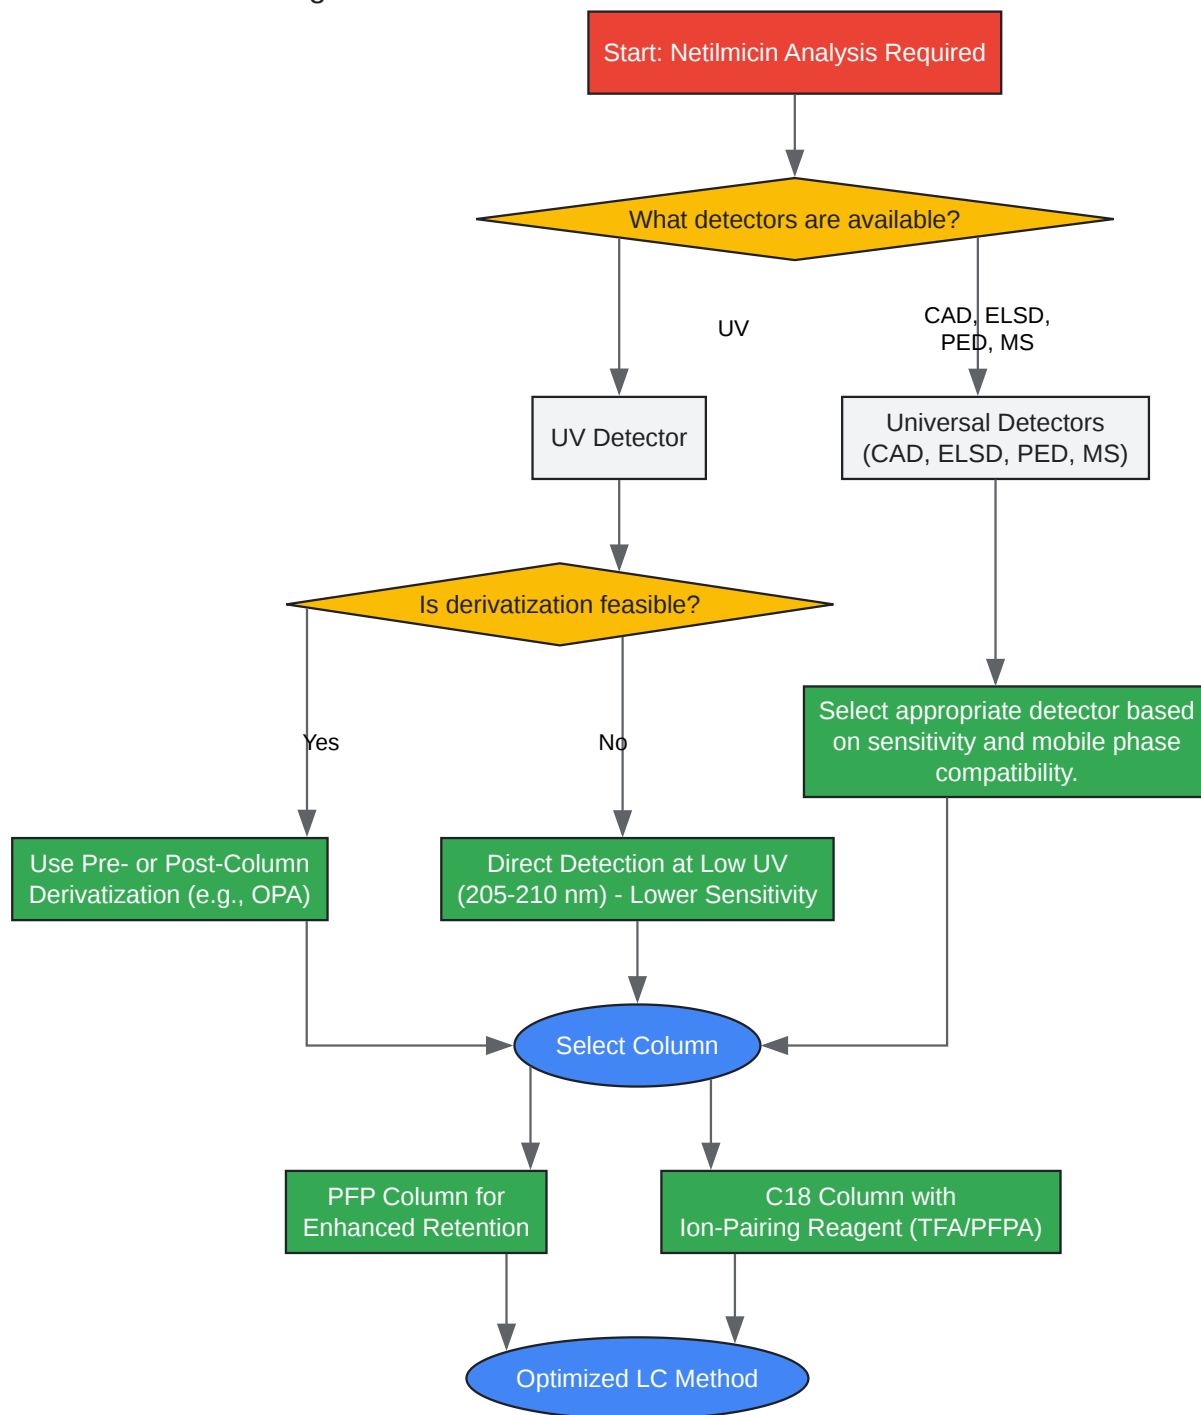 Start: Netilmicin Analysis Required
What detectors are available?
UV
CAD, ELSD,
PED, MS
UV Detector
Universal Detectors
(CAD, ELSD, PED, MS)
Is derivatization feasible?
Yes
No
Select appropriate detector based
on sensitivity and mobile phase
compatibility.
Use Pre- or Post-Column
Derivatization (e.g., OPA)
Direct Detection at Low UV
(205-210 nm) - Lower Sensitivity
Select Column
PFP Column for
Enhanced Retention
C18 Column with
Ion-Pairing Reagent (TFA/PFPA)
Optimized LC Method